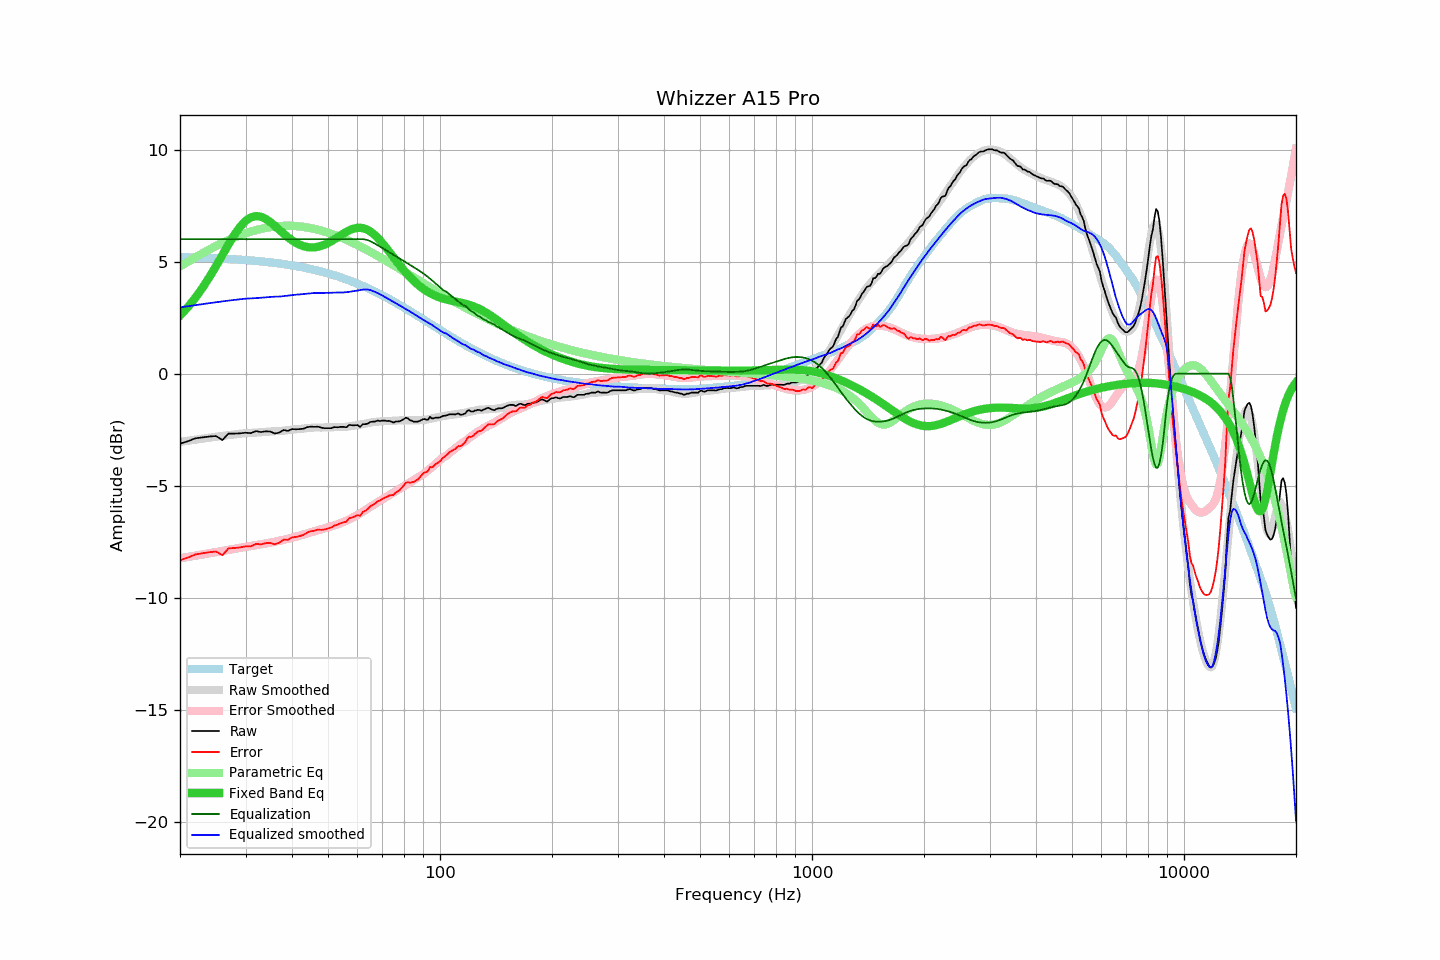 Whizzer A15 Pro
Amplitude (dBr)
10
5
0
−5
−10
−15
−20
Target
Raw Smoothed
Error Smoothed
Raw
Error
Parametric Eq
Fixed Band Eq
Equalization
Equalized smoothed
100
1000
10000
Frequency (Hz)